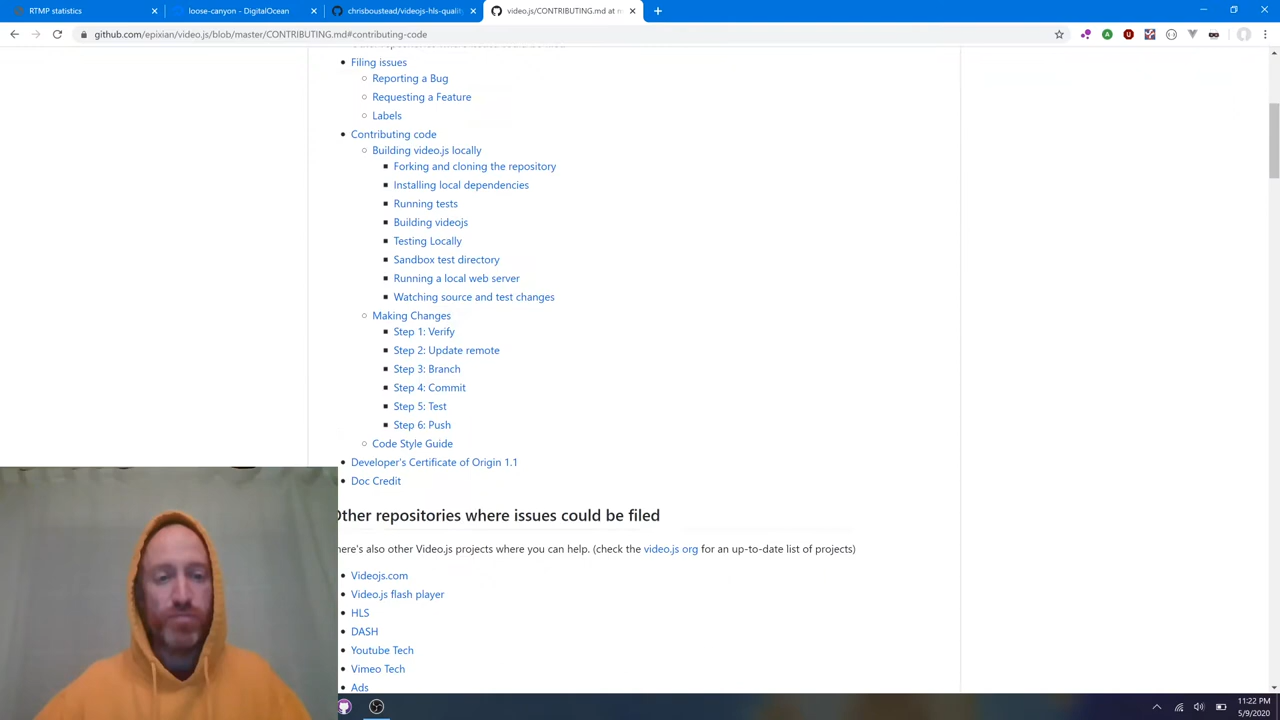 RTMP statistics
loose-canyon - DigitalOcean
chrisboustead/videojs-hls-qualit
video.js/CONTRIBUTING.md at m
github.com/epixian/video.js/blob/master/CONTRIBUTING.md#contributing-code
Filing issues
Reporting a Bug
Requesting a Feature
Labels
Contributing code
Building video.js locally
Forking and cloning the repository
Installing local dependencies
Running tests
Building videojs
Testing Locally
Sandbox test directory
Running a local web server
Watching source and test changes
Making Changes
Step 1: Verify
Step 2: Update remote
Step 3: Branch
Step 4: Commit
Step 5: Test
Step 6: Push
Code Style Guide
Developer's Certificate of Origin 1.1
Doc Credit
Other repositories where issues could be filed
here's also other Video.js projects where you can help. (check the video.js org for an up-to-date list of projects)
Videojs.com
Video.js flash player
HLS
DASH
Youtube Tech
Vimeo Tech
Ads
11:22 PM
5/9/2020